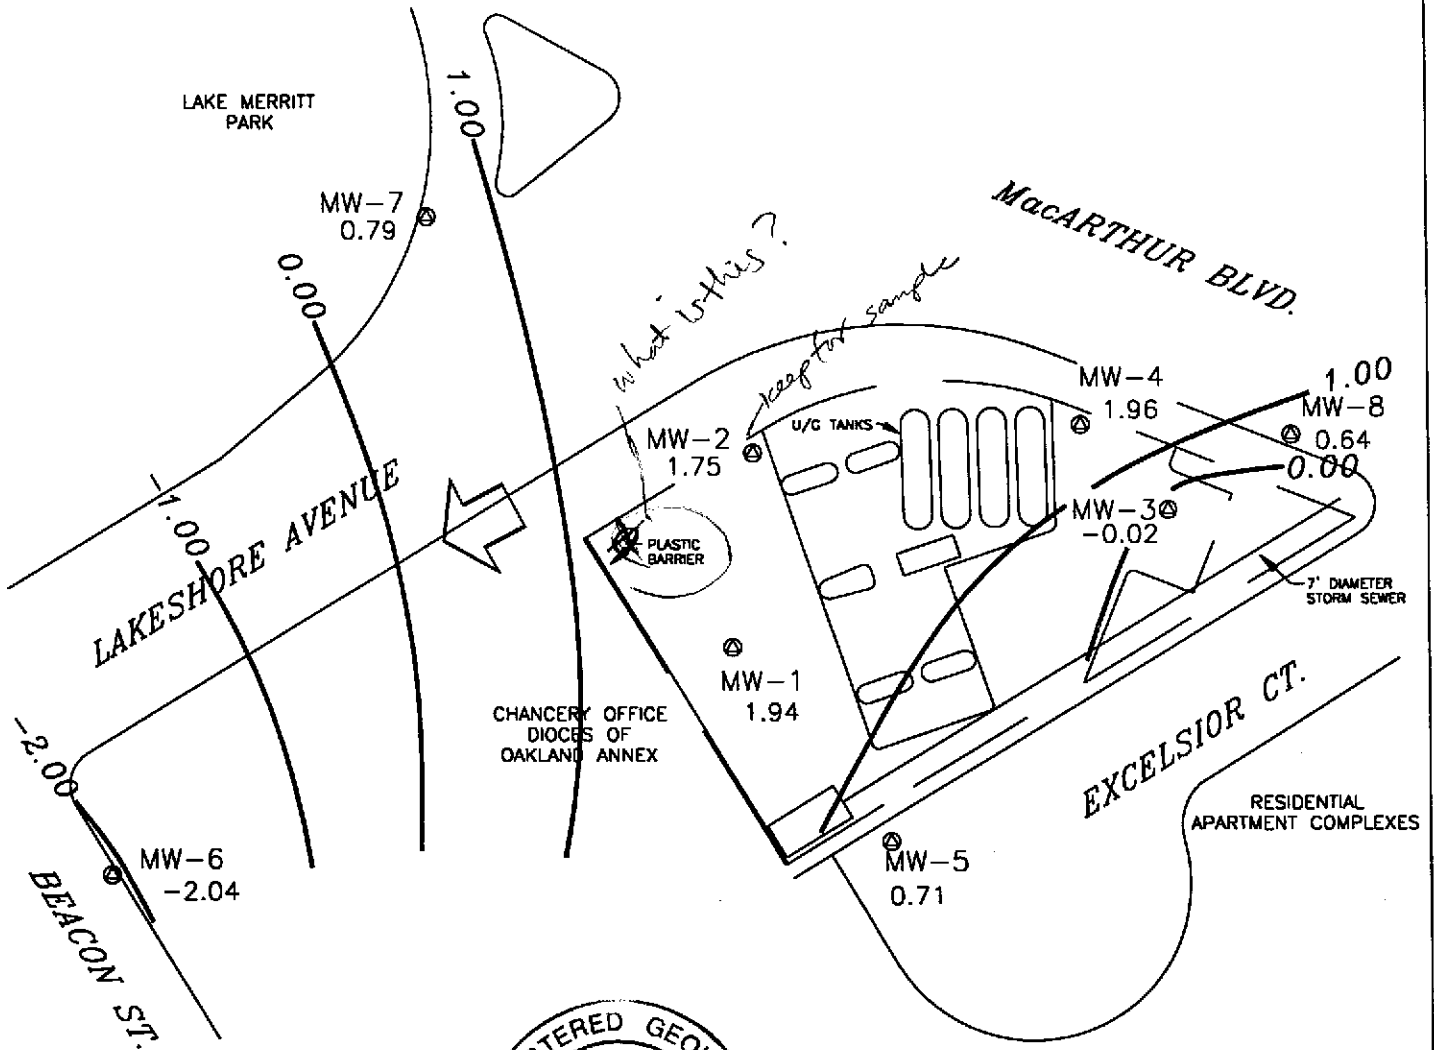 LAKE MERRITT
PARK
1.00
MW-7
0.79
0.00
what is this?
keep for sample
MacARTHUR BLVD.
MW-4
1.96
1.00
MW-8
0.64
0.00
U/G TANKS
MW-2
1.75
MW-3
-0.02
-1.00
LAKESHORE AVENUE
PLASTIC
BARRIER
7' DIAMETER
STORM SEWER
MW-1
1.94
CHANCERY OFFICE
DIOCES OF
OAKLAND ANNEX
EXCELSIOR CT.
-2.00
RESIDENTIAL
APARTMENT COMPLEXES
MW-6
-2.04
MW-5
0.71
BEACON ST.